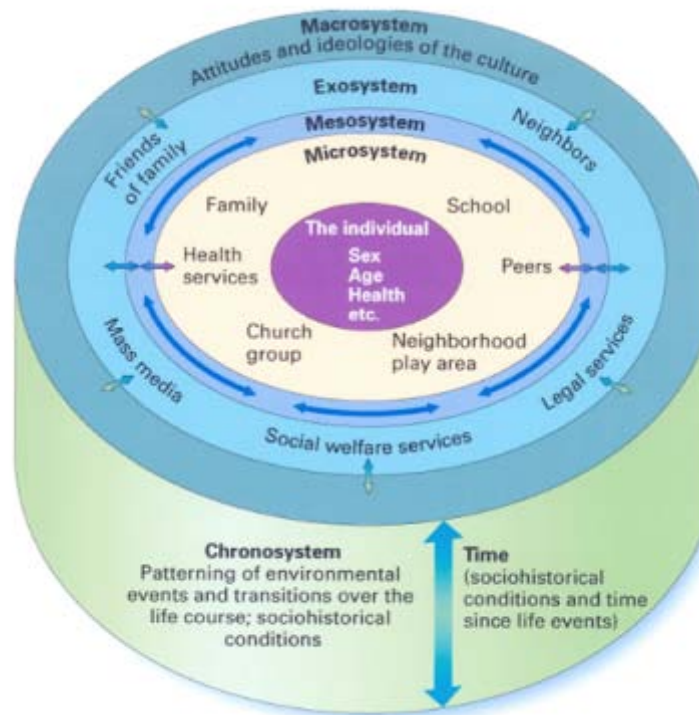 Macrosystem
Attitudes and ideologies of the culture
Exosystem
Mesosystem
Microsystem
Friends
of family
Neighbors
Family
School
The individual
Sex
Age
Health
etc.
Health
services
Peers
Church
group
Neighborhood
play area
Mass media
Legal services
Social welfare services
Chronosystem
Patterning of environmental
events and transitions over the
life course; sociohistorical
conditions
Time
(sociohistorical
conditions and time
since life events)